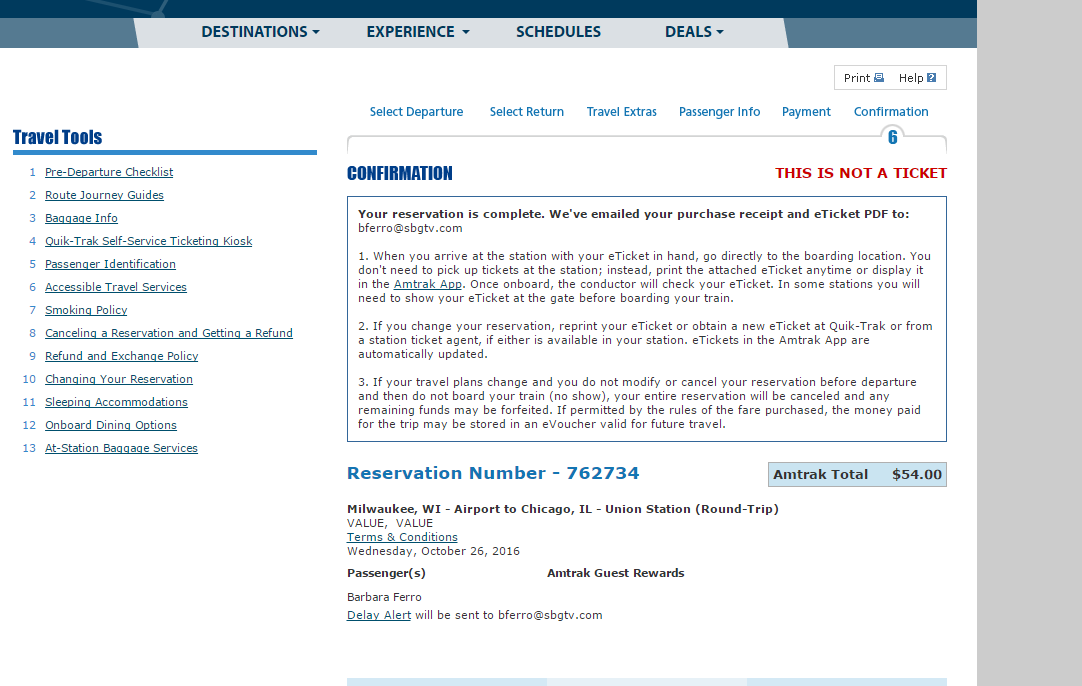 DESTINATIONS EXPERIENCE SCHEDULES DEALS
Print Help ?
Select Departure Select Return Travel Extras Passenger Info Payment Confirmation
6
Travel Tools
1 Pre-Departure Checklist
2 Route Journey Guides
3 Baggage Info
4 Quik-Trak Self-Service Ticketing Kiosk
5 Passenger Identification
6 Accessible Travel Services
7 Smoking Policy
8 Canceling a Reservation and Getting a Refund
9 Refund and Exchange Policy
10 Changing Your Reservation
11 Sleeping Accommodations
12 Onboard Dining Options
13 At-Station Baggage Services
CONFIRMATION THIS IS NOT A TICKET
Your reservation is complete. We've emailed your purchase receipt and eTicket PDF to:
bferro@sbgtv.com
1. When you arrive at the station with your eTicket in hand, go directly to the boarding location. You
don't need to pick up tickets at the station; instead, print the attached eTicket anytime or display it
in the Amtrak App. Once onboard, the conductor will check your eTicket. In some stations you will
need to show your eTicket at the gate before boarding your train.
2. If you change your reservation, reprint your eTicket or obtain a new eTicket at Quik-Trak or from
a station ticket agent, if either is available in your station. eTickets in the Amtrak App are
automatically updated.
3. If your travel plans change and you do not modify or cancel your reservation before departure
and then do not board your train (no show), your entire reservation will be canceled and any
remaining funds may be forfeited. If permitted by the rules of the fare purchased, the money paid
for the trip may be stored in an eVoucher valid for future travel.
Reservation Number - 762734 Amtrak Total $54.00
Milwaukee, WI - Airport to Chicago, IL - Union Station (Round-Trip)
VALUE, VALUE
Terms & Conditions
Wednesday, October 26, 2016
Passenger(s) Amtrak Guest Rewards
Barbara Ferro
Delay Alert will be sent to bferro@sbgtv.com